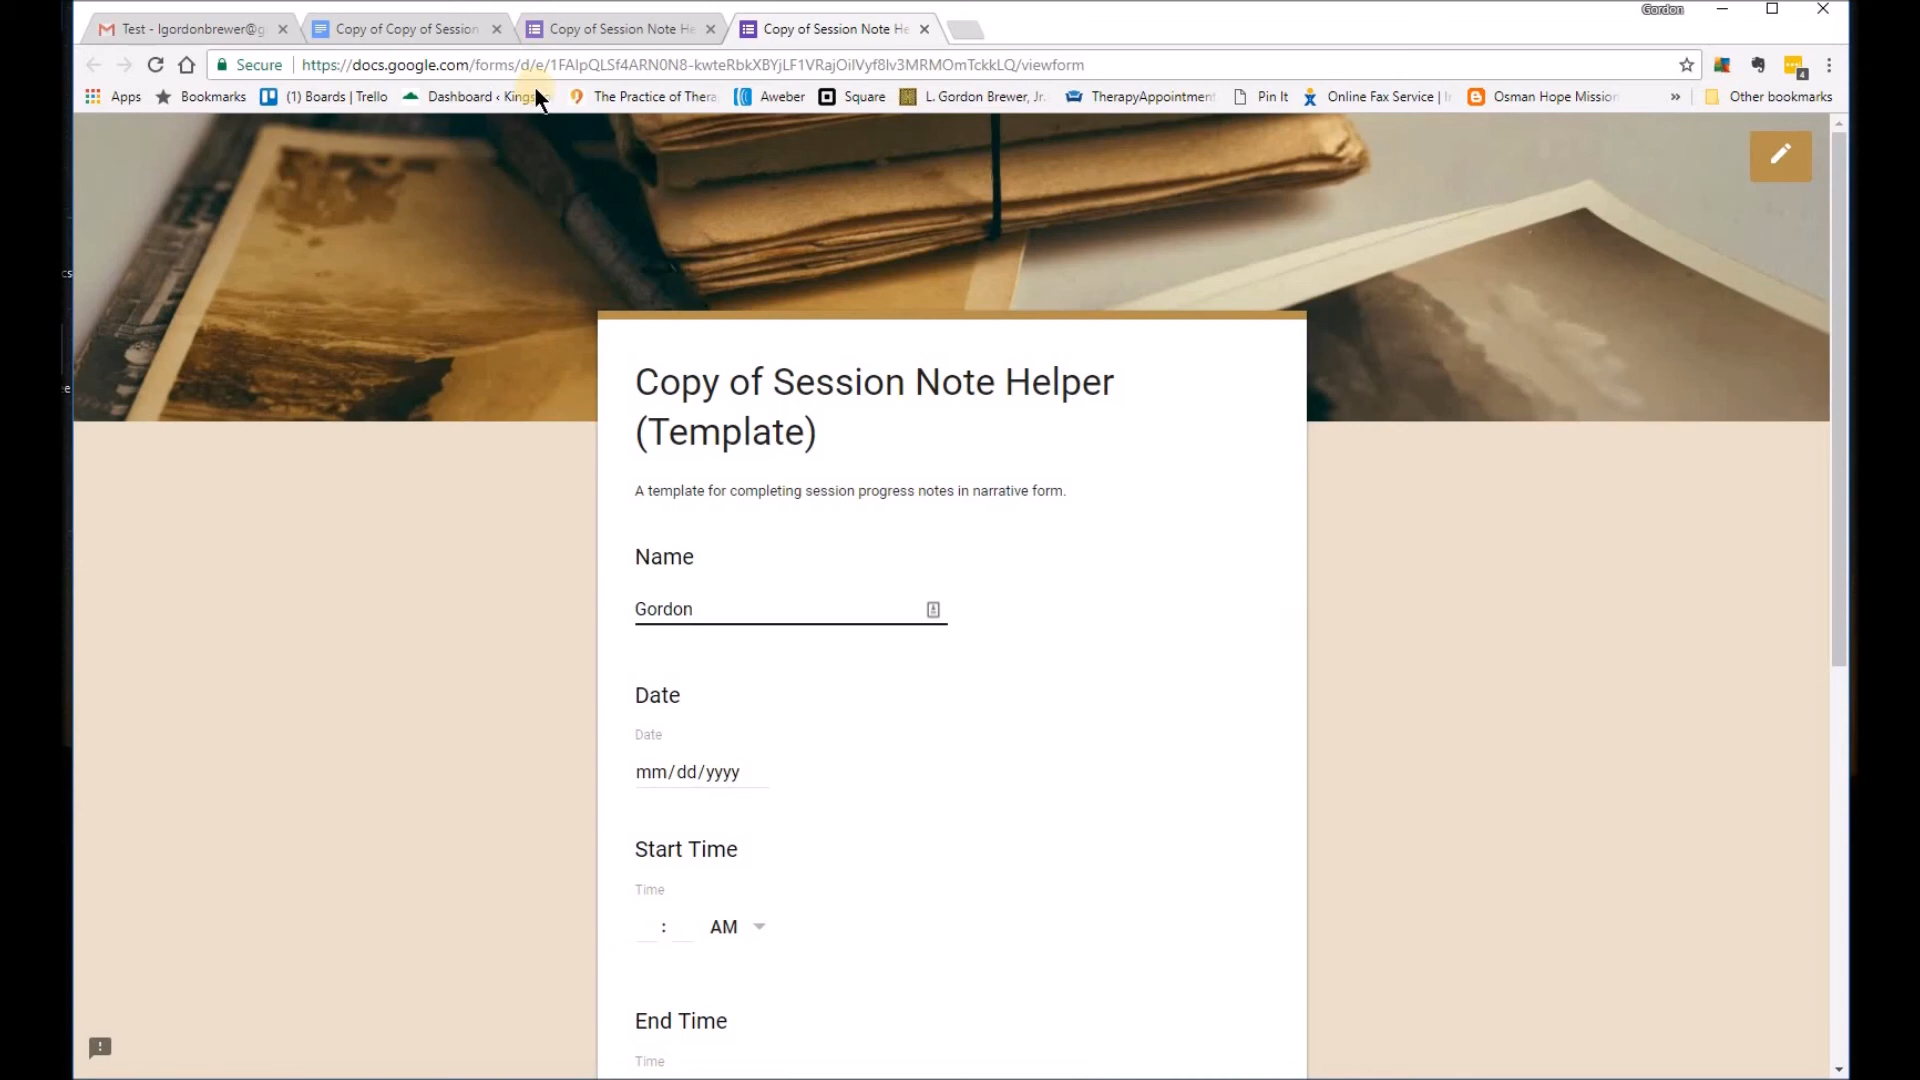 Gordon
Test - lgordonbrewer@g
Copy of Copy of Session
Copy of Session Note He
Copy of Session Note He
Secure
https://docs.google.com/forms/d/e/1FAIpQLSf4ARN0N8-kwteRbkXBYjLF1VRajOiIVyf8lv3MRMOmTckkLQ/viewform
4
Apps
Bookmarks
(1) Boards | Trello
Dashboard ‹ Kings
The Practice of Thera
Aweber
Square
L. Gordon Brewer, Jr.
TherapyAppointment
Pin It
Online Fax Service |
Osman Hope Mission
»
Other bookmarks
Copy of Session Note Helper
(Template)
A template for completing session progress notes in narrative form.
Name
Gordon
Date
Date
mm/dd/yyyy
Start Time
Time
: AM
End Time
Time